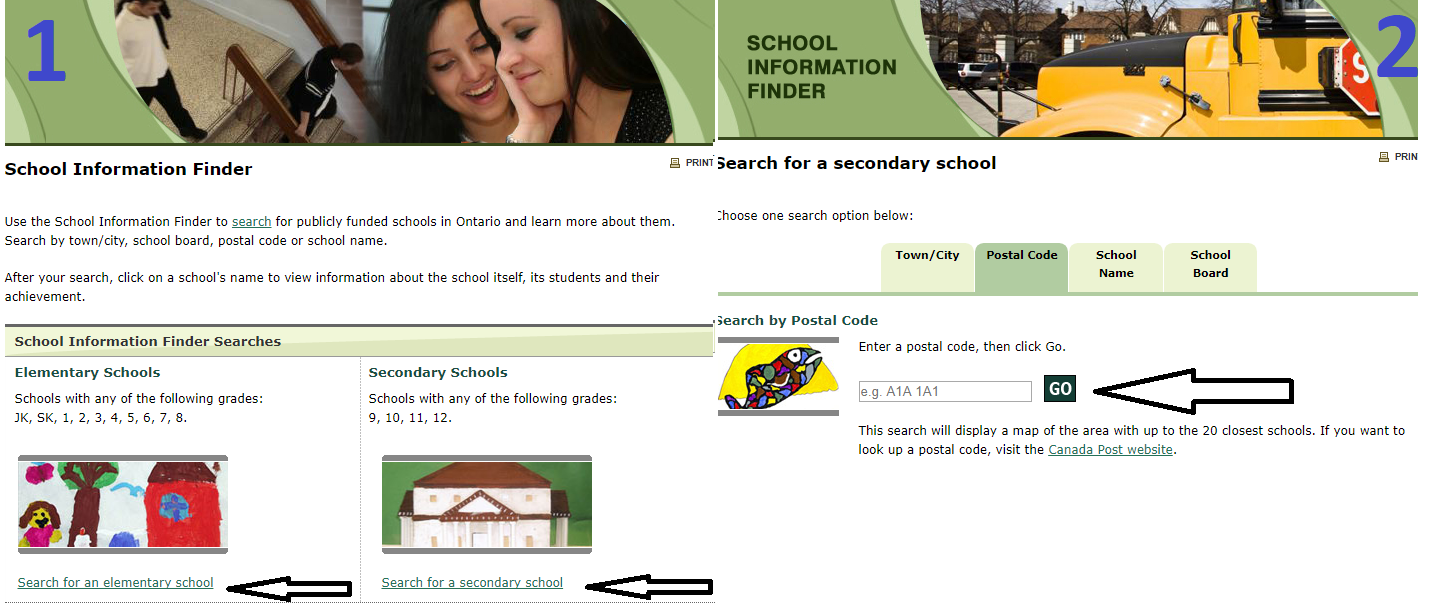 1
School Information Finder
PRINT
Use the School Information Finder to search for publicly funded schools in Ontario and learn more about them.
Search by town/city, school board, postal code or school name.
After your search, click on a school's name to view information about the school itself, its students and their
achievement.
School Information Finder Searches
Elementary Schools
Schools with any of the following grades:
JK, SK, 1, 2, 3, 4, 5, 6, 7, 8.
Search for an elementary school
Secondary Schools
Schools with any of the following grades:
9, 10, 11, 12.
Search for a secondary school
2
SCHOOL
INFORMATION
FINDER
S
Search for a secondary school
PRIN
Choose one search option below:
Town/City
Postal Code
School
Name
School
Board
Search by Postal Code
Enter a postal code, then click Go.
e.g. A1A 1A1
GO
This search will display a map of the area with up to the 20 closest schools. If you want to
look up a postal code, visit the Canada Post website.